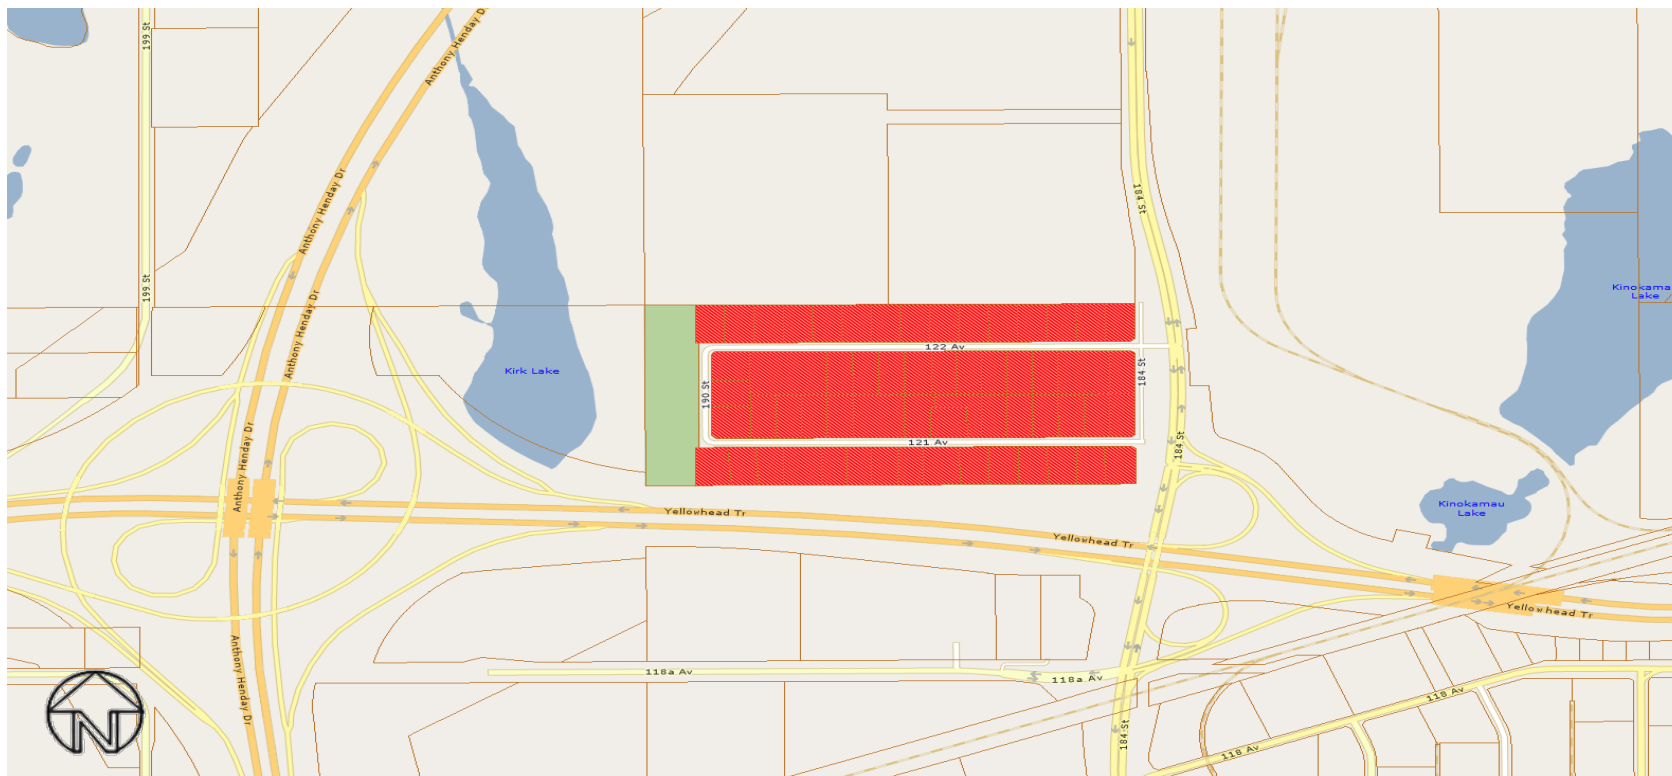 199 St
Anthony Henday Dr
Anthony Henday Dr
184 St
199 St
Anthony Henday Dr
Kinokama
Lake
122 Av
Kirk Lake
190 St
184 St
121 Av
184 St
Anthony Henday Dr
Yellowhead Tr
Kinokamau
Lake
Yellowhead Tr
Yellowhead Tr
Anthony Henday Dr
118a Av
118a Av
118 Av
184 St
118 Av
N